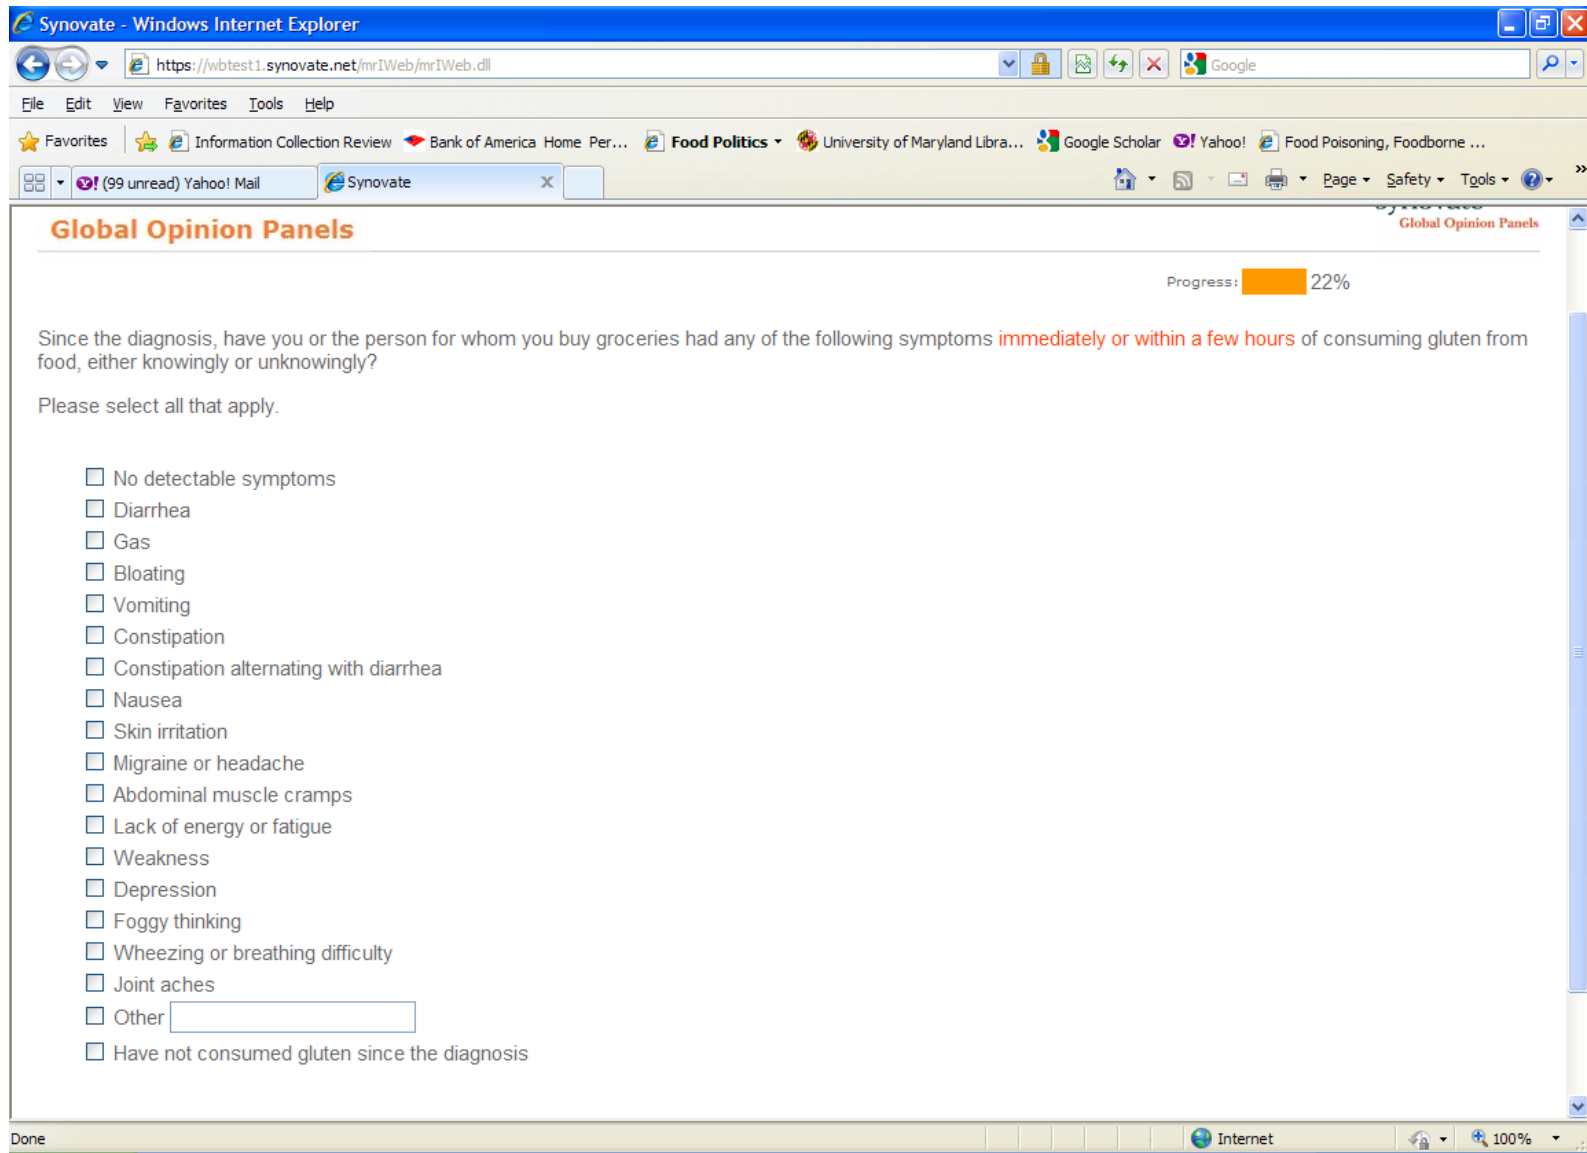 Synovate - Windows Internet Explorer
https://wbtest1.synovate.net/mrIWeb/mrIWeb.dll
Google
File Edit View Favorites Tools Help
Favorites Information Collection Review Bank of America Home Per... Food Politics University of Maryland Libra... Google Scholar Yahoo! Food Poisoning, Foodborne ...
(99 unread) Yahoo! Mail Synovate x Page Safety Tools »
Global Opinion Panels
Global Opinion Panels
Progress: 22%
Since the diagnosis, have you or the person for whom you buy groceries had any of the following symptoms immediately or within a few hours of consuming gluten from
food, either knowingly or unknowingly?
Please select all that apply.
No detectable symptoms
Diarrhea
Gas
Bloating
Vomiting
Constipation
Constipation alternating with diarrhea
Nausea
Skin irritation
Migraine or headache
Abdominal muscle cramps
Lack of energy or fatigue
Weakness
Depression
Foggy thinking
Wheezing or breathing difficulty
Joint aches
Other
Have not consumed gluten since the diagnosis
Done Internet 100%